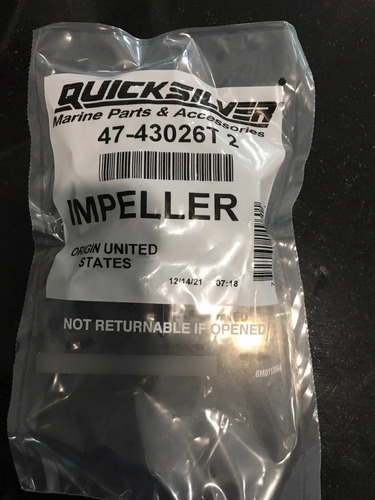 QUICKSILVER
Marine Parts & Accessories
47-43026T 2
IMPELLER
ORIGIN UNITED
STATES
12/14/21 07:18
NOT RETURNABLE IF OPENED